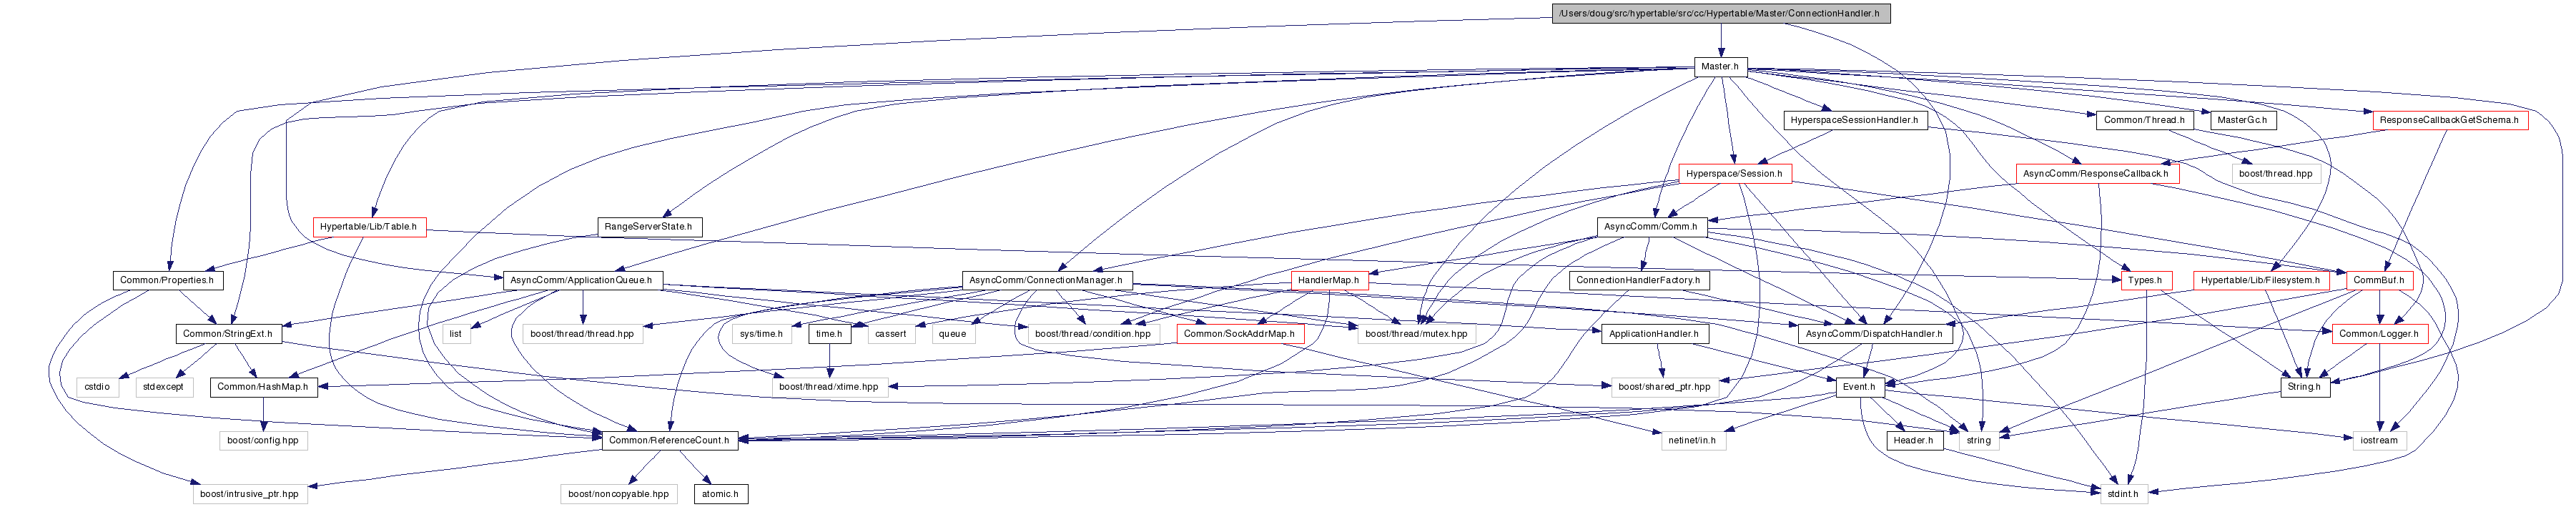 /Users/doug/src/hypertable/src/cc/Hypertable/Master/ConnectionHandler.h
Master.h
HyperspaceSessionHandler.h
Common/Thread.h
MasterGc.h
ResponseCallbackGetSchema.h
Hyperspace/Session.h
AsyncComm/ResponseCallback.h
boost/thread.hpp
Hypertable/Lib/Table.h
RangeServerState.h
AsyncComm/Comm.h
Common/Properties.h
AsyncComm/ApplicationQueue.h
AsyncComm/ConnectionManager.h
HandlerMap.h
ConnectionHandlerFactory.h
Types.h
Hypertable/Lib/Filesystem.h
CommBuf.h
Common/StringExt.h
list
boost/thread/thread.hpp
sys/time.h
time.h
cassert
queue
boost/thread/condition.hpp
Common/SockAddrMap.h
boost/thread/mutex.hpp
ApplicationHandler.h
AsyncComm/DispatchHandler.h
Common/Logger.h
cstdio
stdexcept
Common/HashMap.h
boost/thread/xtime.hpp
boost/shared_ptr.hpp
Event.h
String.h
boost/config.hpp
Common/ReferenceCount.h
netinet/in.h
Header.h
string
iostream
boost/intrusive_ptr.hpp
boost/noncopyable.hpp
atomic.h
stdint.h